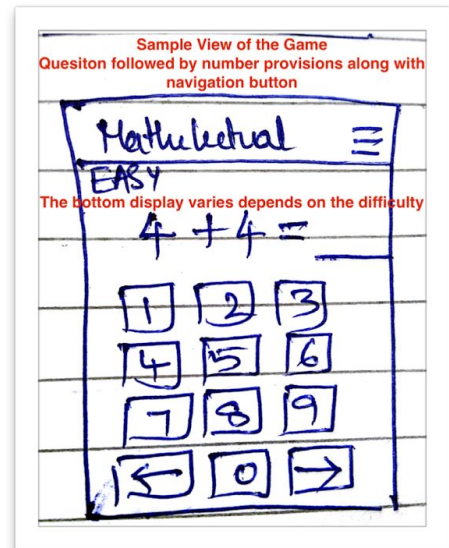 Sample View of the Game
Quesiton followed by number provisions along with
navigation button
EASY
The bottom display varies depends on the difficulty
4 + 4 = __
1 2 3
4 5 6
7 8 9
← 0 →